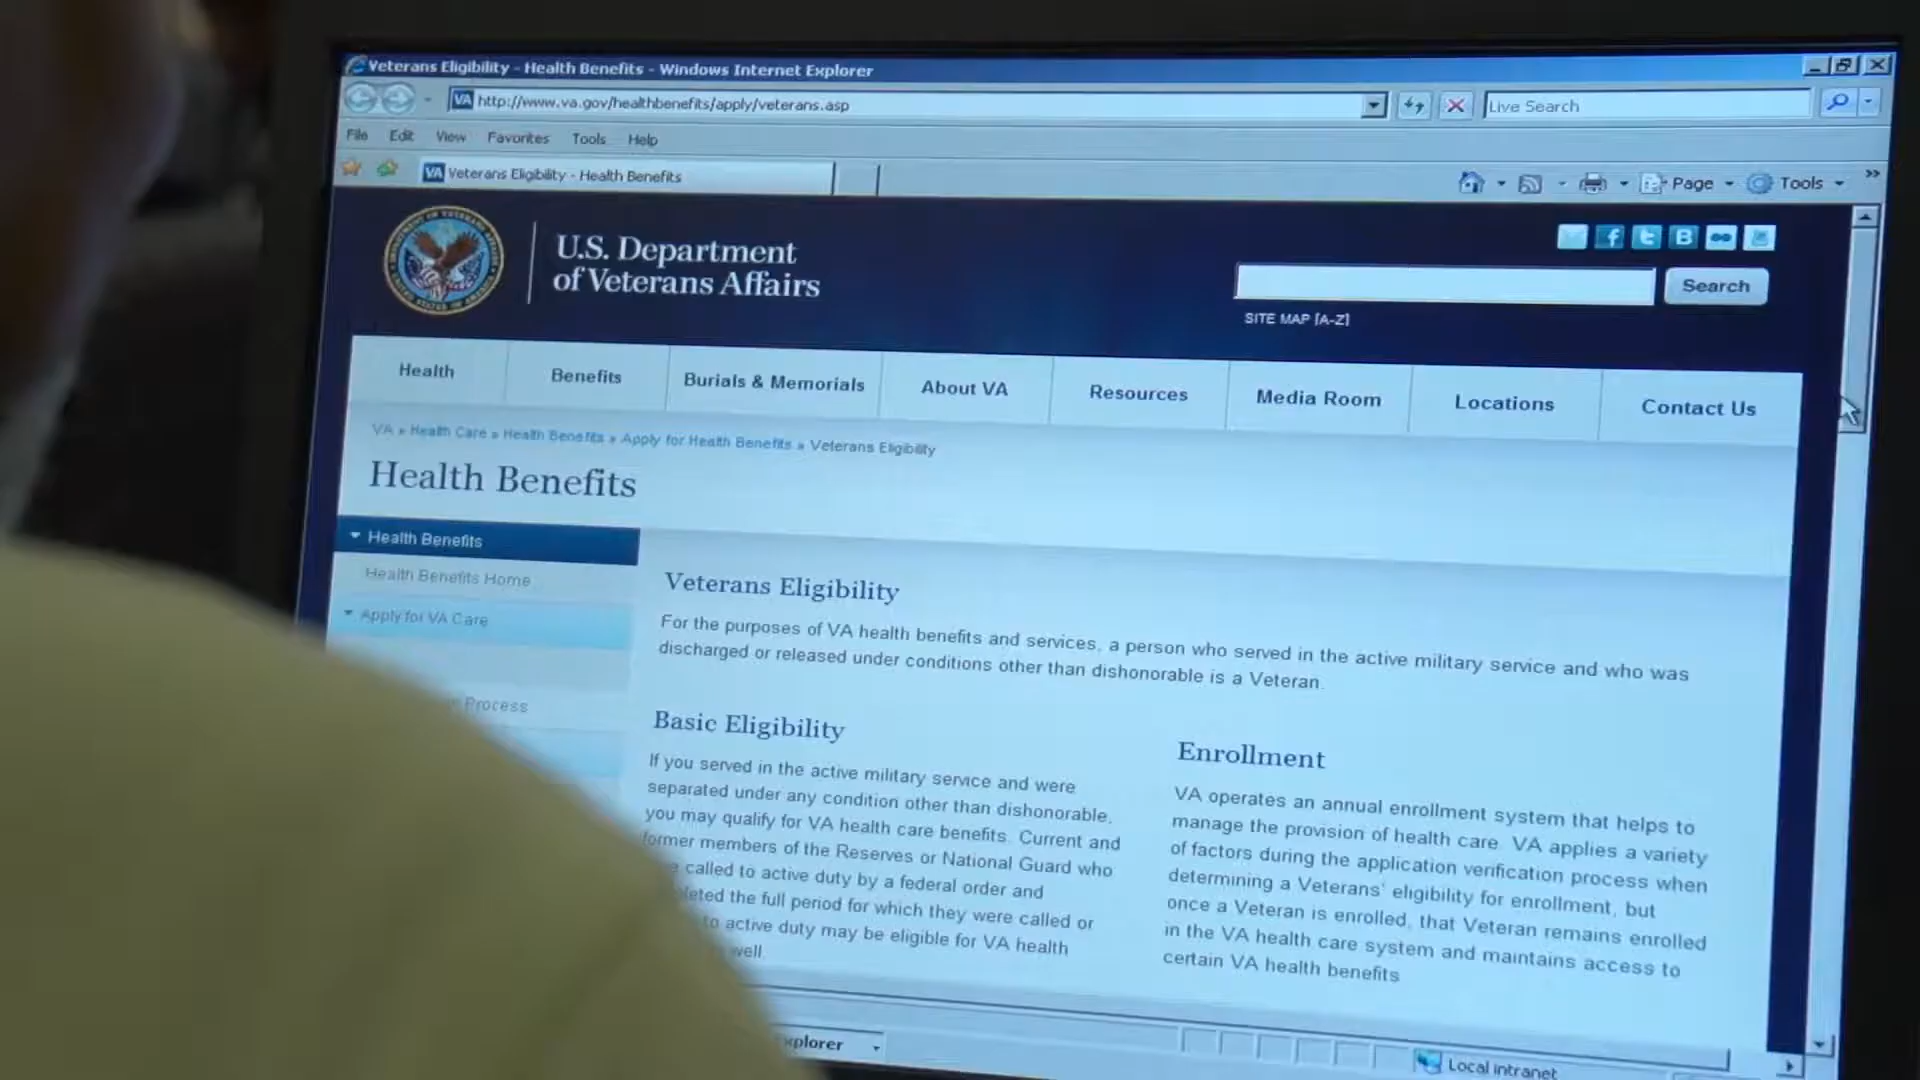 Veterans Eligibility - Health Benefits - Windows Internet Explorer
VA http://www.va.gov/healthbenefits/apply/veterans.asp
Live Search
File Edit View Favorites Tools Help
VA Veterans Eligibility - Health Benefits
Page Tools
U.S. Department
of Veterans Affairs
f t B
Search
SITE MAP [A-Z]
Health Benefits Burials & Memorials About VA Resources Media Room Locations Contact Us
VA » Health Care » Health Benefits » Apply for Health Benefits » Veterans Eligibility
Health Benefits
Health Benefits
Health Benefits Home
Apply for VA Care
Process
Veterans Eligibility
For the purposes of VA health benefits and services, a person who served in the active military service and who was
discharged or released under conditions other than dishonorable is a Veteran.
Basic Eligibility
If you served in the active military service and were
separated under any condition other than dishonorable,
you may qualify for VA health care benefits. Current and
former members of the Reserves or National Guard who
called to active duty by a federal order and
the full period for which they were called or
to active duty may be eligible for VA health
well.
Enrollment
VA operates an annual enrollment system that helps to
manage the provision of health care. VA applies a variety
of factors during the application verification process when
determining a Veterans' eligibility for enrollment, but
once a Veteran is enrolled, that Veteran remains enrolled
in the VA health care system and maintains access to
certain VA health benefits
xplorer
Local intranet